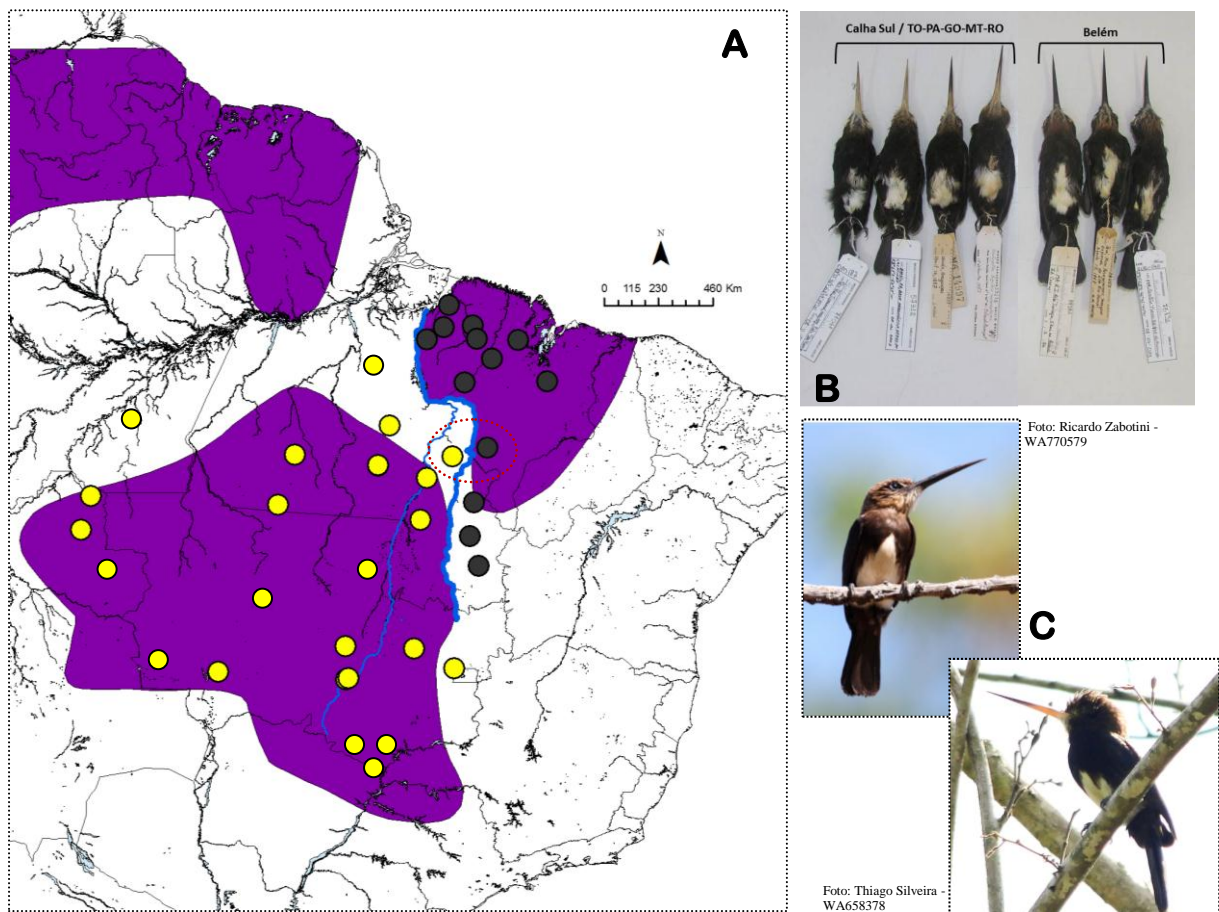 A
N
0 115 230 460 Km
Calha Sul / TO-PA-GO-MT-RO
Belém
B
Foto: Ricardo Zabotini -
WA770579
C
Foto: Thiago Silveira -
WA658378